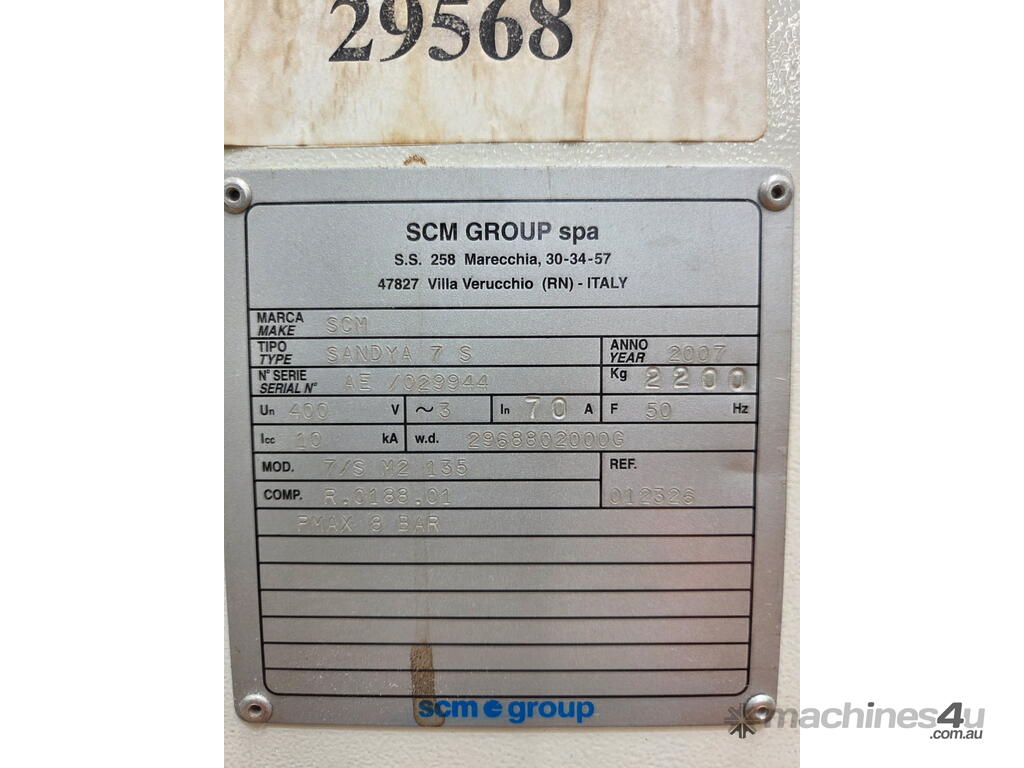 29568
SCM GROUP spa
S.S. 258 Marecchia, 30-34-57
47827 Villa Verucchio (RN) - ITALY
MARCA
MAKE SCM
TIPO
TYPE SANDYA 7 S ANNO
YEAR 2007
N° SERIE
SERIAL N° AE /029944 Kg 2200
Un 400 V ~ 3 In 70 A F 50 Hz
Icc 10 kA w.d. 2968802000G
MOD. 7/S M2 135 REF.
COMP. R.0188.01 012326
PMAX 8 BAR
scm group
machines4u
.com.au